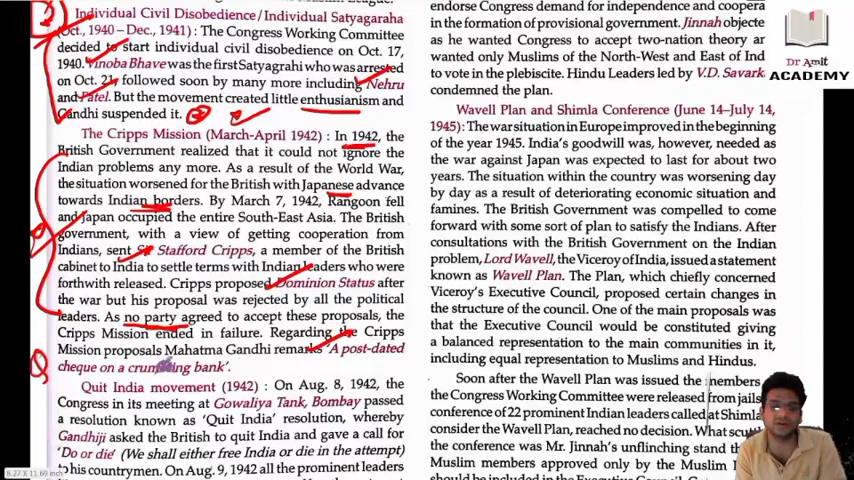 Individual Civil Disobedience/Individual Satyagaraha
(Oct., 1940–Dec., 1941) : The Congress Working Committee
decided to start individual civil disobedience on Oct. 17,
1940. Vinoba Bhave was the first Satyagrahi who was arrested
on Oct. 21, followed soon by many more including Nehru
and Patel. But the movement created little enthusianism and
Gandhi suspended it.
The Cripps Mission (March-April 1942) : In 1942, the
British Government realized that it could not ignore the
Indian problems any more. As a result of the World War,
the situation worsened for the British with Japanese advance
towards Indian borders. By March 7, 1942, Rangoon fell
and Japan occupied the entire South-East Asia. The British
government, with a view of getting cooperation from
Indians, sent Stafford Cripps, a member of the British
cabinet to India to settle terms with Indian leaders who were
forthwith released. Cripps proposed Dominion Status after
the war but his proposal was rejected by all the political
leaders. As no party agreed to accept these proposals, the
Cripps Mission ended in failure. Regarding the Cripps
Mission proposals Mahatma Gandhi remarks 'A post-dated
cheque on a crumbling bank'.
Quit India movement (1942) : On Aug. 8, 1942, the
Congress in its meeting at Gowaliya Tank, Bombay passed
a resolution known as 'Quit India' resolution, whereby
Gandhiji asked the British to quit India and gave a call for
'Do or die' (We shall either free India or die in the attempt)
to his countrymen. On Aug. 9, 1942 all the prominent leaders
8.27 x 11.69 inch
endorse Congress demand for independence and coopera
in the formation of provisional government. Jinnah objecte
as he wanted Congress to accept two-nation theory ar
wanted only Muslims of the North-West and East of Ind
to vote in the plebiscite. Hindu Leaders led by V.D. Savark
condemned the plan.
Wavell Plan and Shimla Conference (June 14–July 14,
1945) : The war situation in Europe improved in the beginning
of the year 1945. India's goodwill was, however, needed as
the war against Japan was expected to last for about two
years. The situation within the country was worsening day
by day as a result of deteriorating economic situation and
famines. The British Government was compelled to come
forward with some sort of plan to satisfy the Indians. After
consultations with the British Government on the Indian
problem, Lord Wavell, the Viceroy of India, issued a statement
known as Wavell Plan. The Plan, which chiefly concerned
Viceroy's Executive Council, proposed certain changes in
the structure of the council. One of the main proposals was
that the Executive Council would be constituted giving
a balanced representation to the main communities in it,
including equal representation to Muslims and Hindus.
Soon after the Wavell Plan was issued the members
the Congress Working Committee were released from jails
conference of 22 prominent Indian leaders called at Shimla
consider the Wavell Plan, reached no decision. What scutt
the conference was Mr. Jinnah's unflinching stand th
Muslim members approved only by the Muslim
should be included in the Executive Council.
Dr Amit
ACADEMY